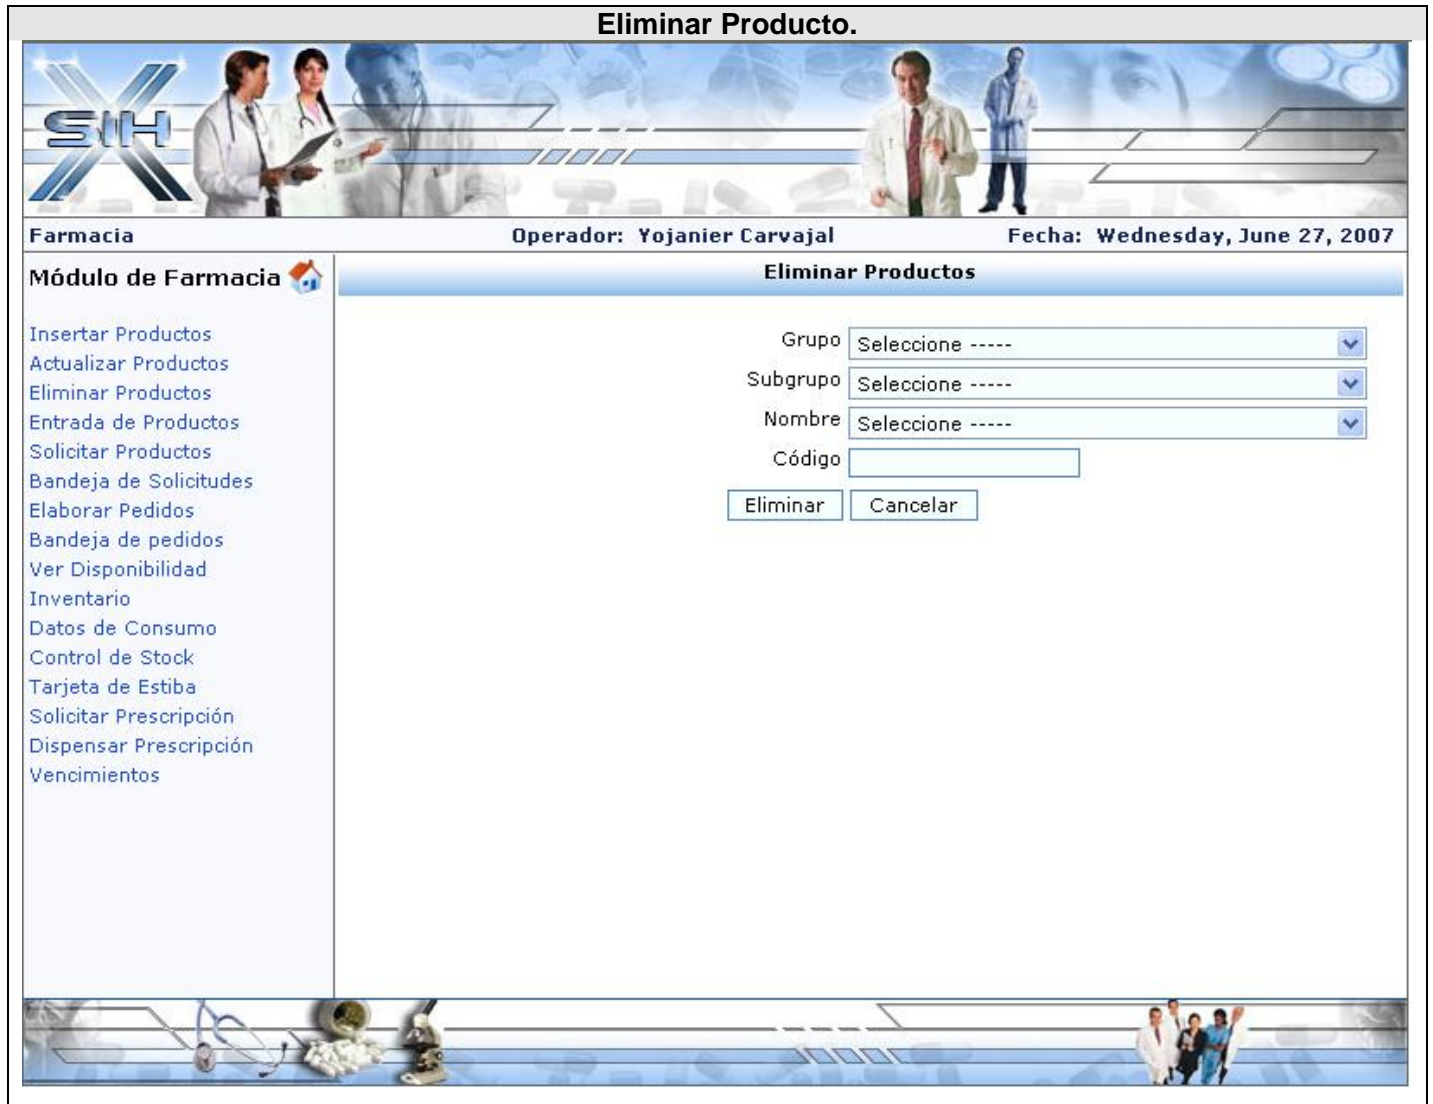 Eliminar Producto.
SIH
Farmacia Operador: Yojanier Carvajal Fecha: Wednesday, June 27, 2007
Módulo de Farmacia
Eliminar Productos
Insertar Productos
Actualizar Productos
Eliminar Productos
Entrada de Productos
Solicitar Productos
Bandeja de Solicitudes
Elaborar Pedidos
Bandeja de pedidos
Ver Disponibilidad
Inventario
Datos de Consumo
Control de Stock
Tarjeta de Estiba
Solicitar Prescripción
Dispensar Prescripción
Vencimientos
Grupo Seleccione -----
Subgrupo Seleccione -----
Nombre Seleccione -----
Código
Eliminar Cancelar